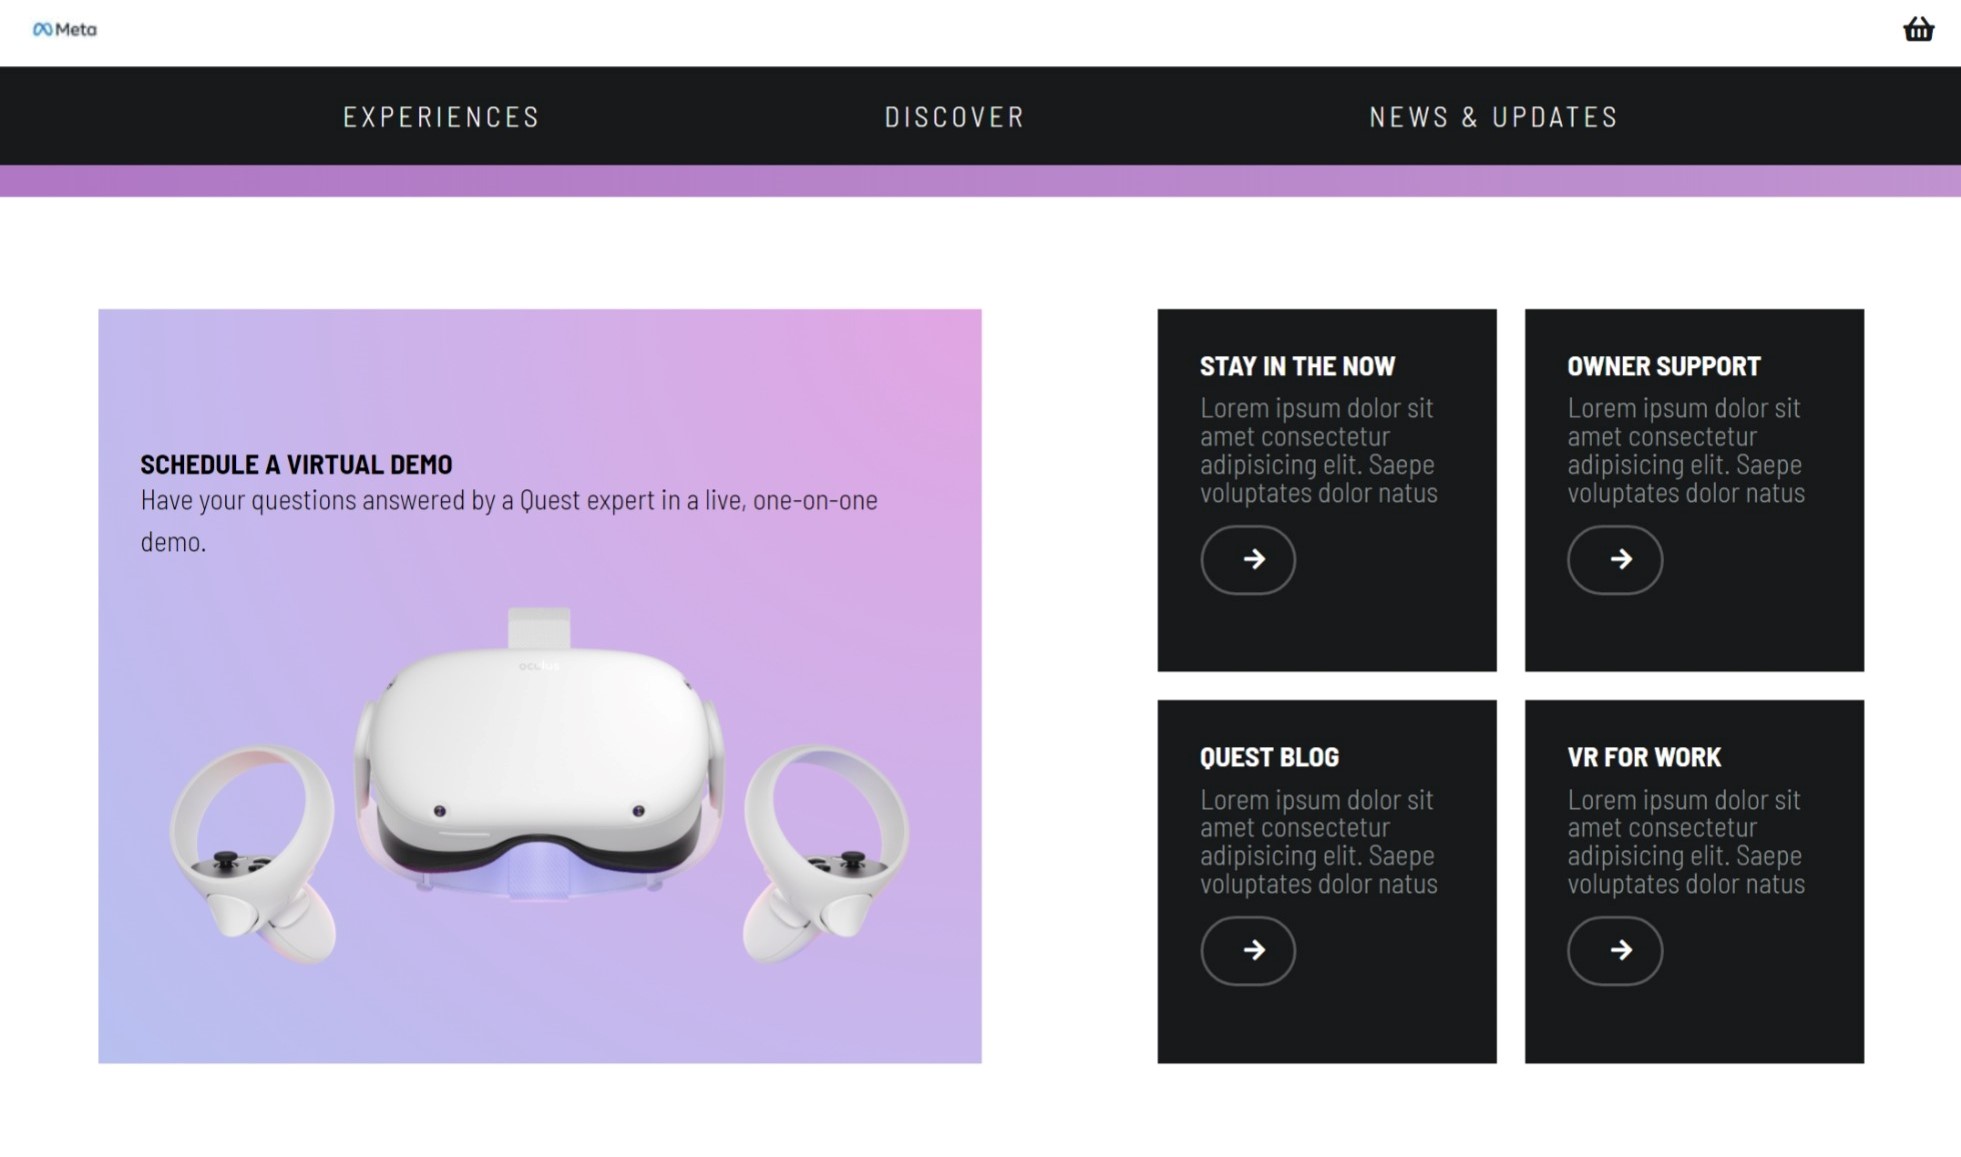 Meta
EXPERIENCES
DISCOVER
NEWS & UPDATES
SCHEDULE A VIRTUAL DEMO
Have your questions answered by a Quest expert in a live, one-on-one
demo.
oculus
STAY IN THE NOW
Lorem ipsum dolor sit
amet consectetur
adipisicing elit. Saepe
voluptates dolor natus
OWNER SUPPORT
Lorem ipsum dolor sit
amet consectetur
adipisicing elit. Saepe
voluptates dolor natus
QUEST BLOG
Lorem ipsum dolor sit
amet consectetur
adipisicing elit. Saepe
voluptates dolor natus
VR FOR WORK
Lorem ipsum dolor sit
amet consectetur
adipisicing elit. Saepe
voluptates dolor natus